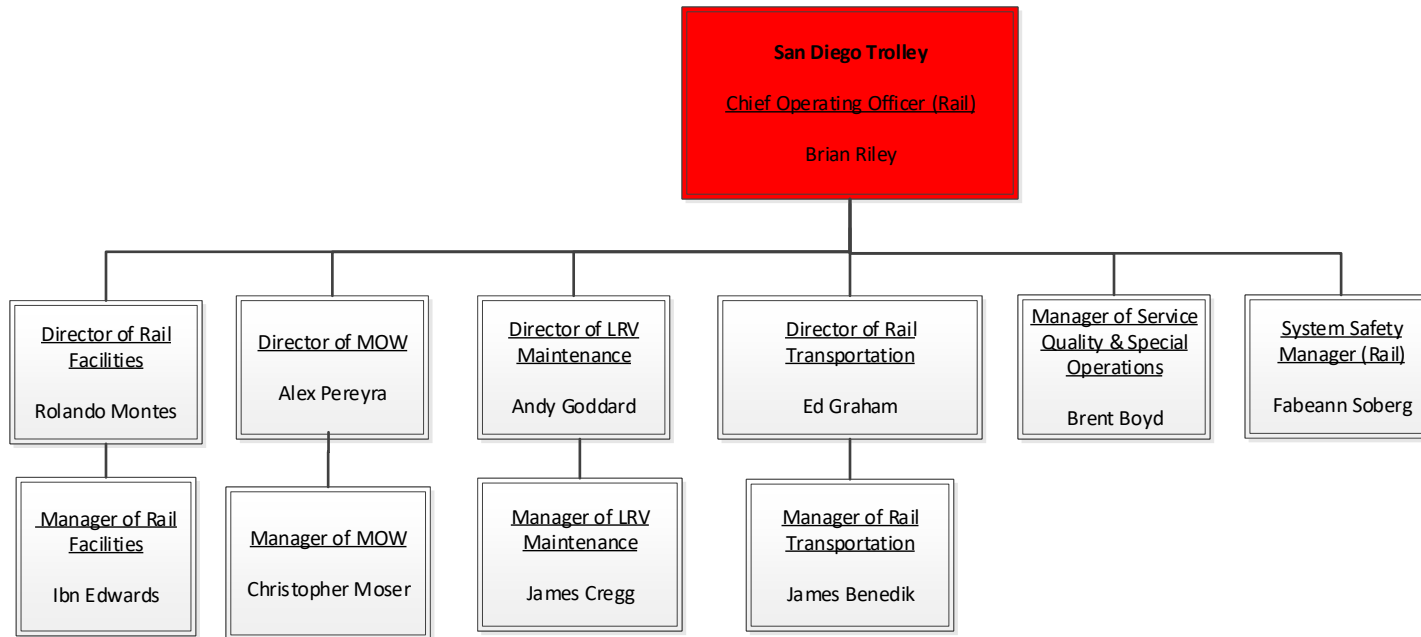 San Diego Trolley
Chief Operating Officer (Rail)
Brian Riley
Director of Rail
Facilities
Rolando Montes
Director of MOW
Alex Pereyra
Director of LRV
Maintenance
Andy Goddard
Director of Rail
Transportation
Ed Graham
Manager of Service
Quality & Special
Operations
Brent Boyd
System Safety
Manager (Rail)
Fabeann Soberg
Manager of Rail
Facilities
Ibn Edwards
Manager of MOW
Christopher Moser
Manager of LRV
Maintenance
James Cregg
Manager of Rail
Transportation
James Benedik